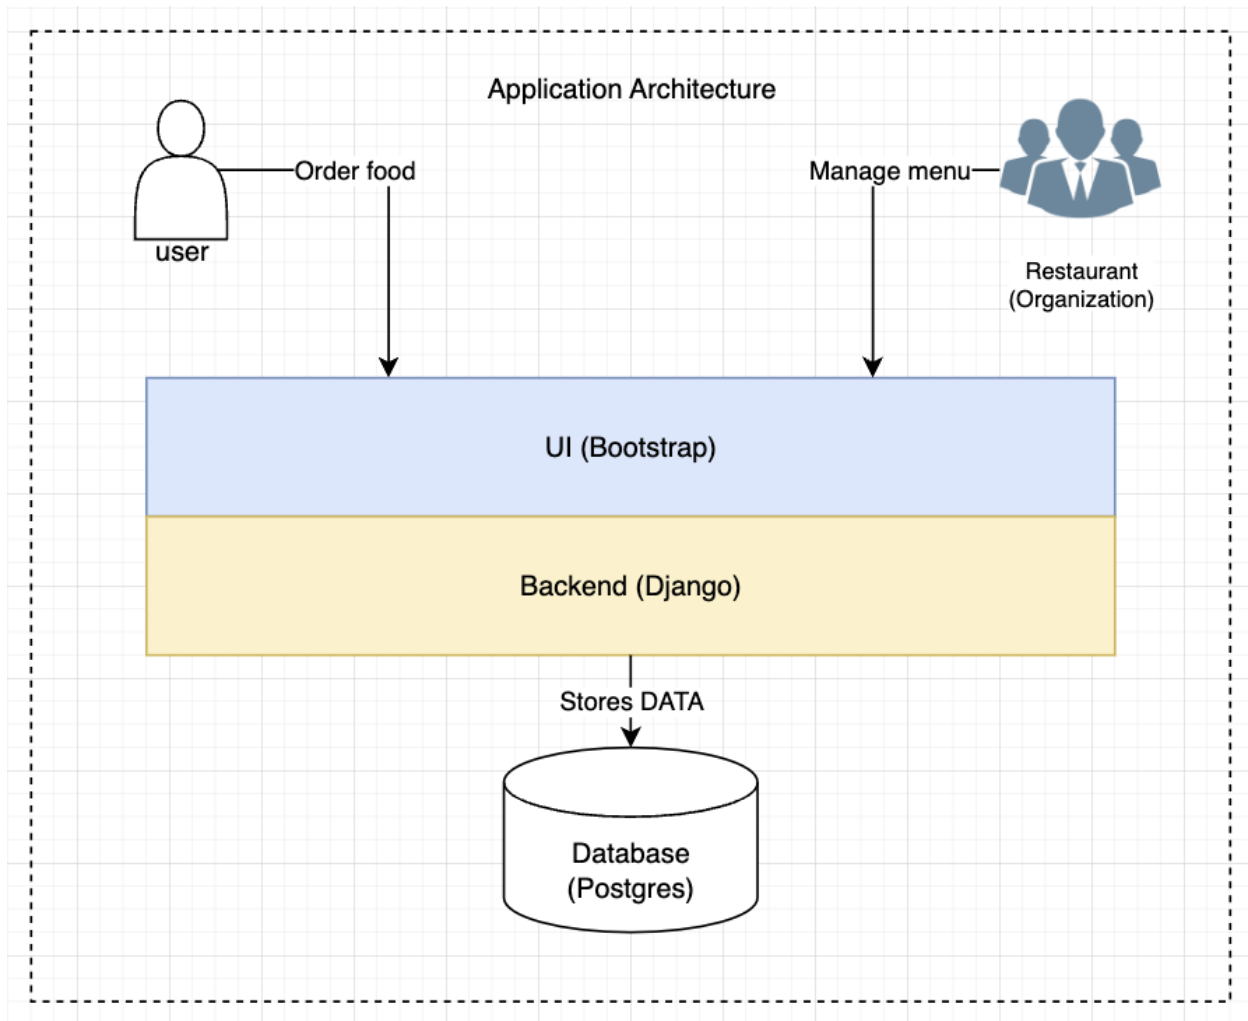 Application Architecture
Order food
Manage menu
user
Restaurant
(Organization)
UI (Bootstrap)
Backend (Django)
Stores DATA
Database
(Postgres)